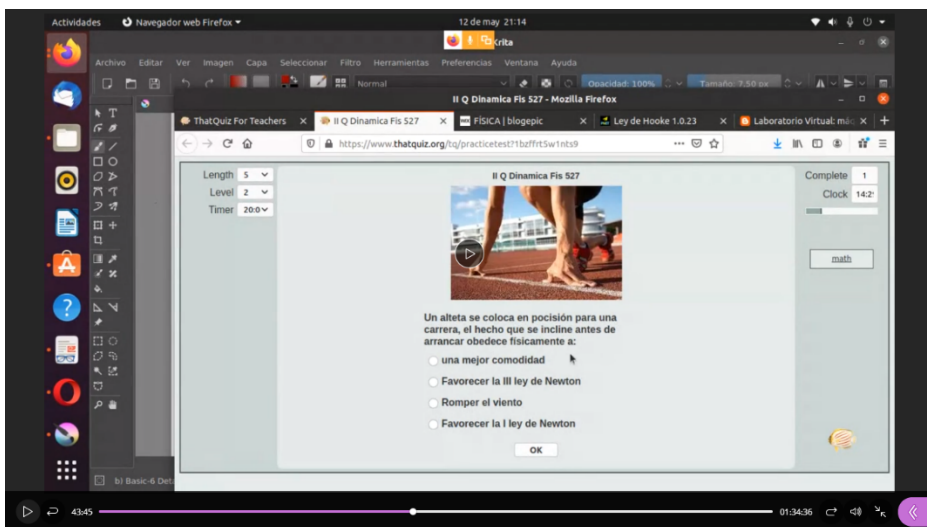 Actividades
Navegador web Firefox
12 de may 21:14
Krita
Archivo Editar Ver Imagen Capa Seleccionar Filtro Herramientas Preferencias Ventana Ayuda
Normal
Opacidad: 100%
Tamaño: 7.50 px
II Q Dinamica Fis 527 - Mozilla Firefox
ThatQuiz For Teachers
II Q Dinamica Fis 527
FÍSICA | blogepic
Ley de Hooke 1.0.23
Laboratorio Virtual: má
https://www.thatquiz.org/tq/practicetest?1bzffrt5w1nts9
Length 5
Level 2
Timer 20:0
II Q Dinamica Fis 527
Complete 1
Clock 14:2
math
Un alteta se coloca en pocisión para una
carrera, el hecho que se incline antes de
arrancar obedece físicamente a:
una mejor comodidad
Favorecer la III ley de Newton
Romper el viento
Favorecer la I ley de Newton
OK
b) Basic-6 Det
43:45
01:34:36